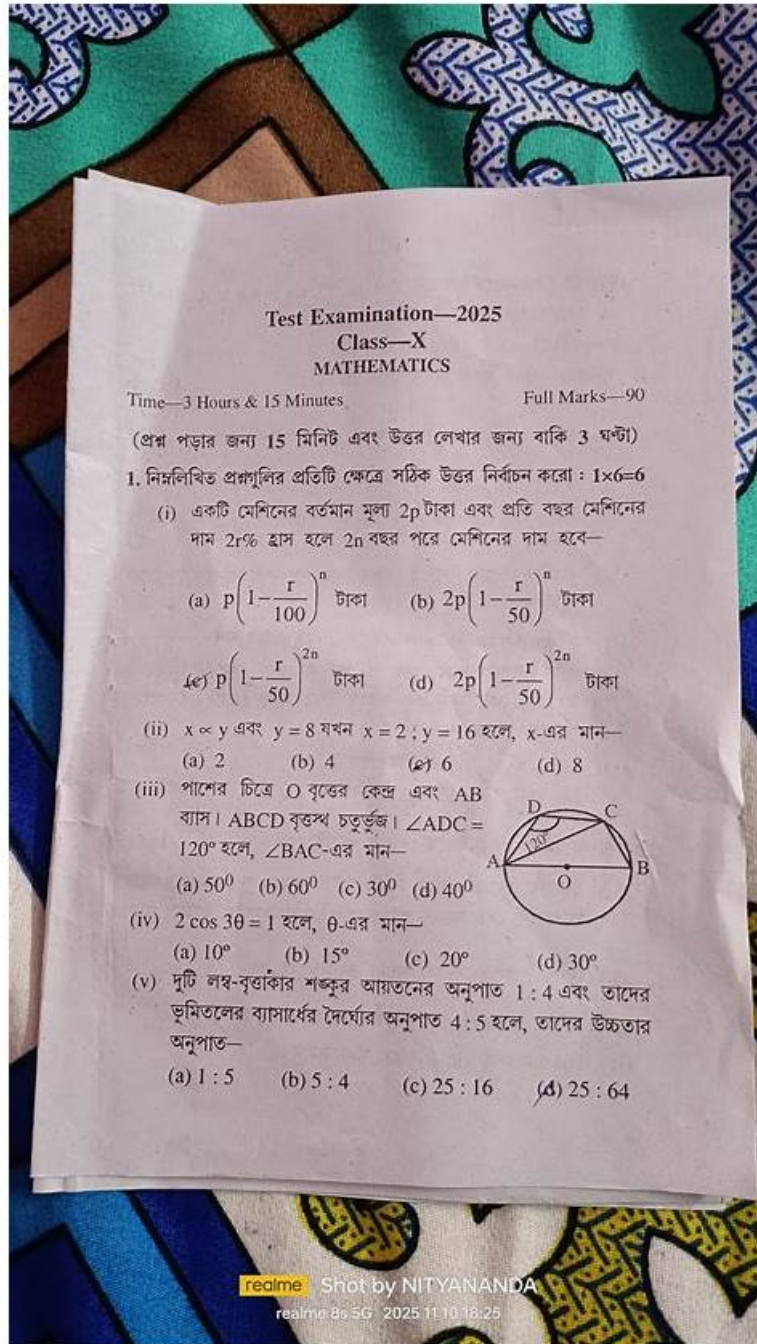 Test Examination—2025
Class—X
MATHEMATICS
Time—3 Hours & 15 Minutes Full Marks—90
(প্রশ্ন পড়ার জন্য 15 মিনিট এবং উত্তর লেখার জন্য বাকি 3 ঘণ্টা)
1. নিম্নলিখিত প্রশ্নগুলির প্রতিটি ক্ষেত্রে সঠিক উত্তর নির্বাচন করো : 1×6=6
(i) একটি মেশিনের বর্তমান মূল্য 2p টাকা এবং প্রতি বছর মেশিনের
দাম 2r% হ্রাস হলে 2n বছর পরে মেশিনের দাম হবে—
(a) p(1−r/100)^n টাকা (b) 2p(1−r/50)^n টাকা
(c) p(1−r/50)^2n টাকা (d) 2p(1−r/50)^2n টাকা
(ii) x ∝ y এবং y = 8 যখন x = 2 ; y = 16 হলে, x-এর মান—
(a) 2 (b) 4 (c) 6 (d) 8
(iii) পাশের চিত্রে O বৃত্তের কেন্দ্র এবং AB
ব্যাস। ABCD বৃত্তস্থ চতুর্ভুজ। ∠ADC =
120° হলে, ∠BAC-এর মান—
(a) 50⁰ (b) 60⁰ (c) 30⁰ (d) 40⁰
D C
120°
A B
O
(iv) 2 cos 3θ = 1 হলে, θ-এর মান—
(a) 10° (b) 15° (c) 20° (d) 30°
(v) দুটি লম্ব-বৃত্তাকার শঙ্কুর আয়তনের অনুপাত 1 : 4 এবং তাদের
ভূমিতলের ব্যাসার্ধের দৈর্ঘ্যের অনুপাত 4 : 5 হলে, তাদের উচ্চতার
অনুপাত—
(a) 1 : 5 (b) 5 : 4 (c) 25 : 16 (d) 25 : 64
realme Shot by NITYANANDA
realme 8s 5G 2025.11.10 18:25